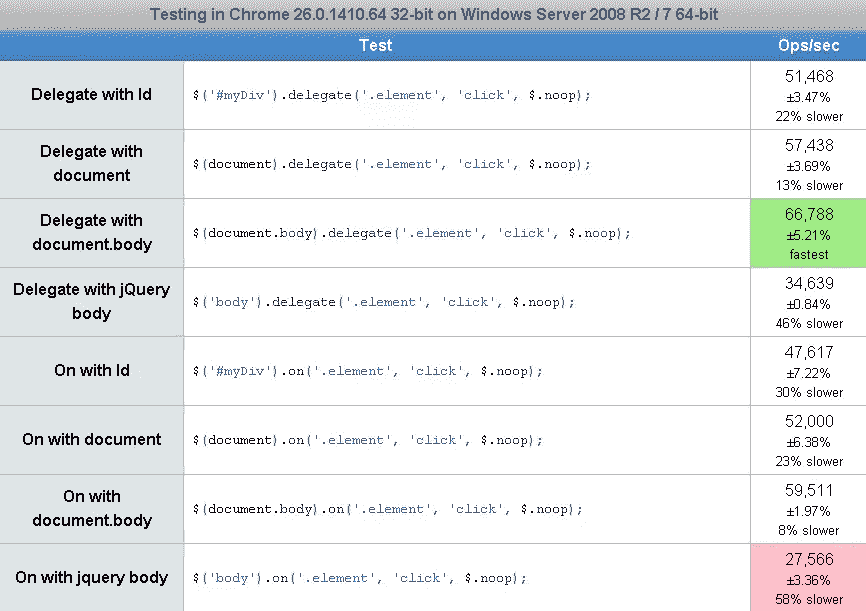 Testing in Chrome 26.0.1410.64 32-bit on Windows Server 2008 R2 / 7 64-bit
Test
Ops/sec
Delegate with Id
$('#myDiv').delegate('.element', 'click', $.noop);
51,468
±3.47%
22% slower
Delegate with
document
$(document).delegate('.element', 'click', $.noop);
57,438
±3.69%
13% slower
Delegate with
document.body
$(document.body).delegate('.element', 'click', $.noop);
66,788
±5.21%
fastest
Delegate with jQuery
body
$('body').delegate('.element', 'click', $.noop);
34,639
±0.84%
46% slower
On with Id
$('#myDiv').on('.element', 'click', $.noop);
47,617
±7.22%
30% slower
On with document
$(document).on('.element', 'click', $.noop);
52,000
±6.38%
23% slower
On with
document.body
$(document.body).on('.element', 'click', $.noop);
59,511
±1.97%
8% slower
On with jquery body
$('body').on('.element', 'click', $.noop);
27,566
±3.36%
58% slower